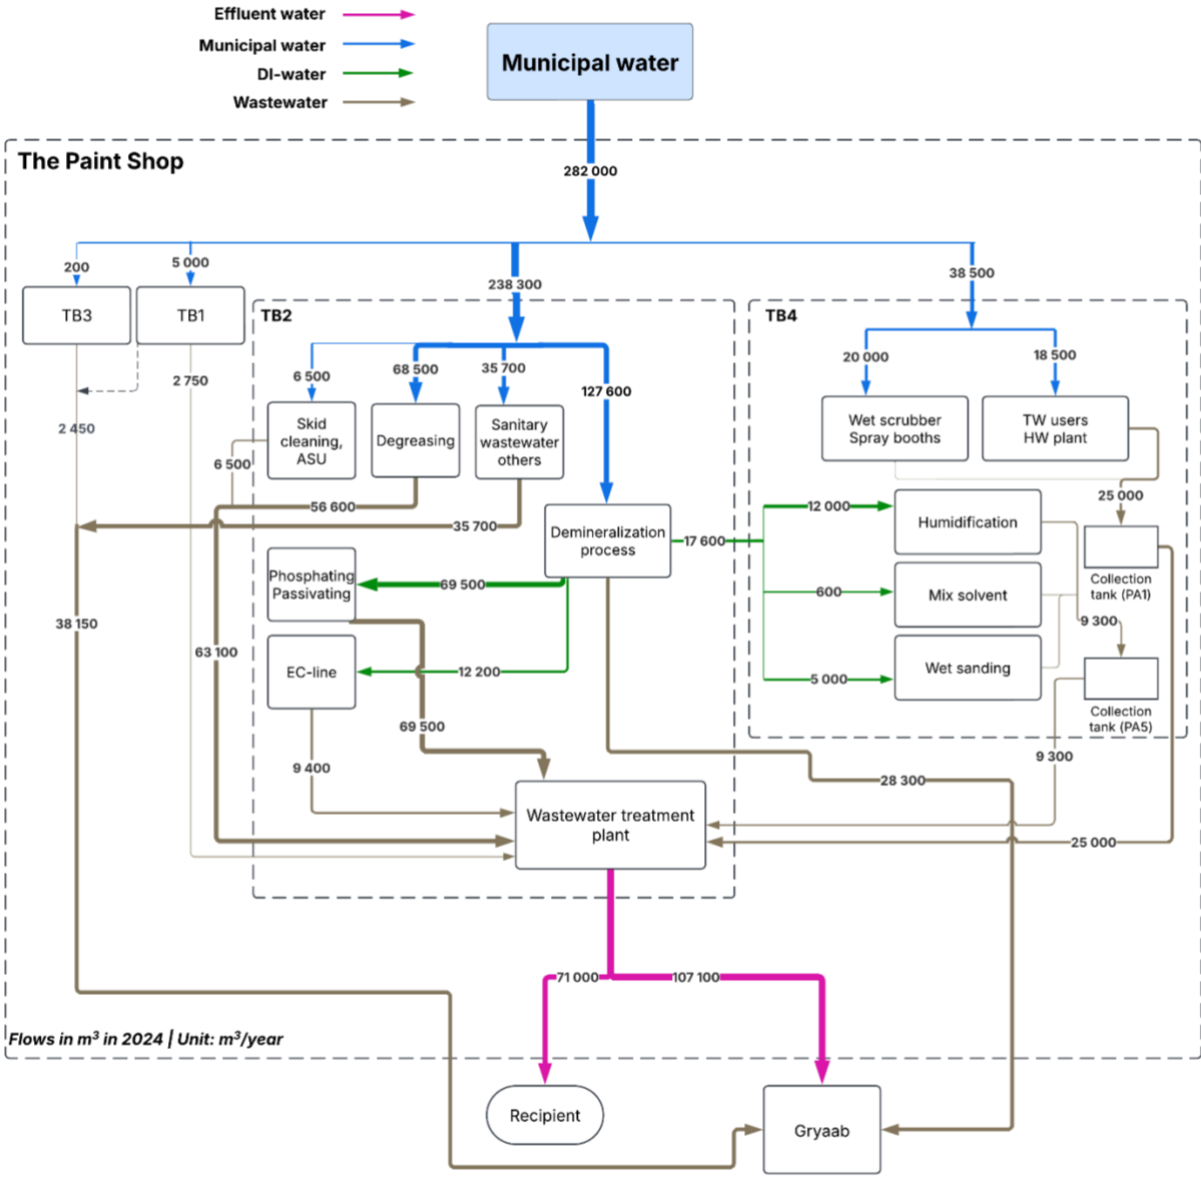 Effluent water
Municipal water
DI-water
Wastewater
Municipal water
The Paint Shop
282 000
200
5 000
238 300
38 500
TB3
TB1
TB2
TB4
2 750
2 450
6 500
68 500
35 700
127 600
20 000
18 500
Skid
cleaning,
ASU
Degreasing
Sanitary
wastewater
others
Wet scrubber
Spray booths
TW users
HW plant
6 500
56 600
35 700
25 000
Demineralization
process
17 600
12 000
Humidification
Collection
tank (PA1)
Phosphating
Passivating
69 500
600
Mix solvent
9 300
38 150
63 100
EC-line
12 200
5 000
Wet sanding
Collection
tank (PA5)
69 500
9 400
9 300
28 300
Wastewater treatment
plant
25 000
71 000
107 100
Flows in m³ in 2024 | Unit: m³/year
Recipient
Gryaab